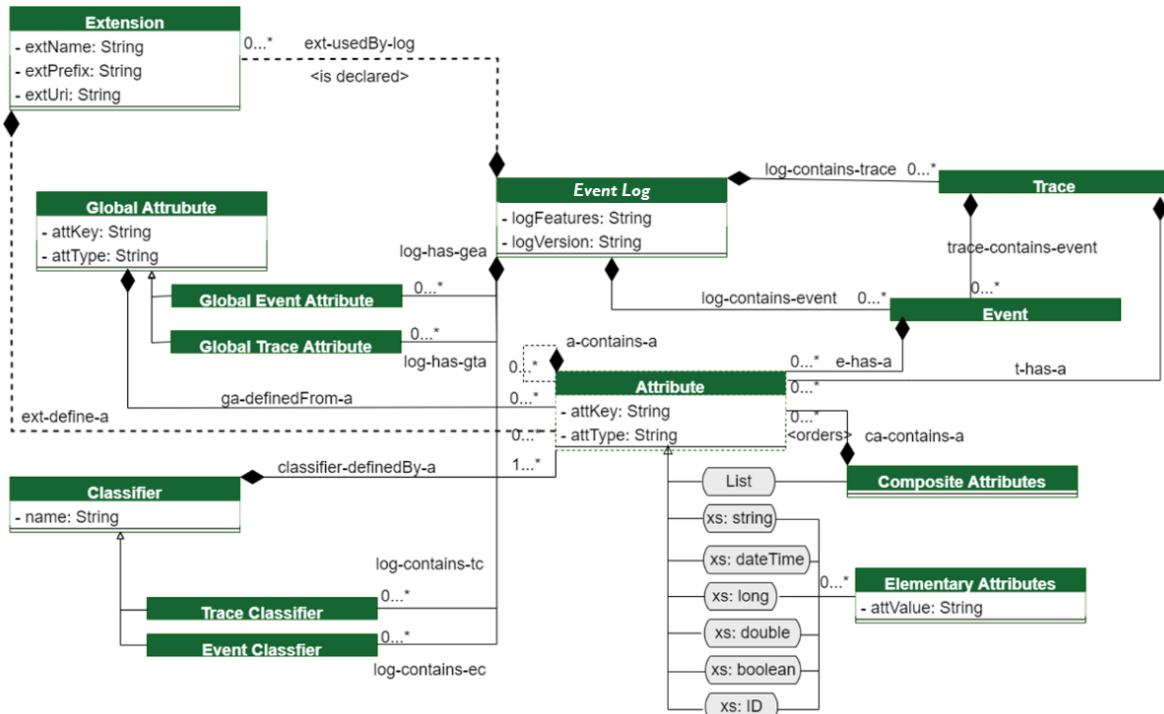 Extension
- extName: String
- extPrefix: String
- extUri: String
0...*
ext-usedBy-log
<is declared>
Event Log
- logFeatures: String
- logVersion: String
log-contains-trace
0...*
Trace
trace-contains-event
0...*
Global Attrubute
- attKey: String
- attType: String
log-has-gea
Global Event Attribute
0...*
Global Trace Attribute
0...*
log-has-gta
log-contains-event
0...*
Event
a-contains-a
0...*
0...*
e-has-a
t-has-a
Attribute
0...*
- attKey: String
- attType: String
ga-definedFrom-a
0...*
ext-define-a
0...*
0...*
<orders>
ca-contains-a
classifier-definedBy-a
1...*
Classifier
- name: String
List
Composite Attributes
xs: string
xs: dateTime
xs: long
xs: double
xs: boolean
xs: ID
0...*
Elementary Attributes
- attValue: String
log-contains-tc
Trace Classifier
0...*
Event Classfier
0...*
log-contains-ec